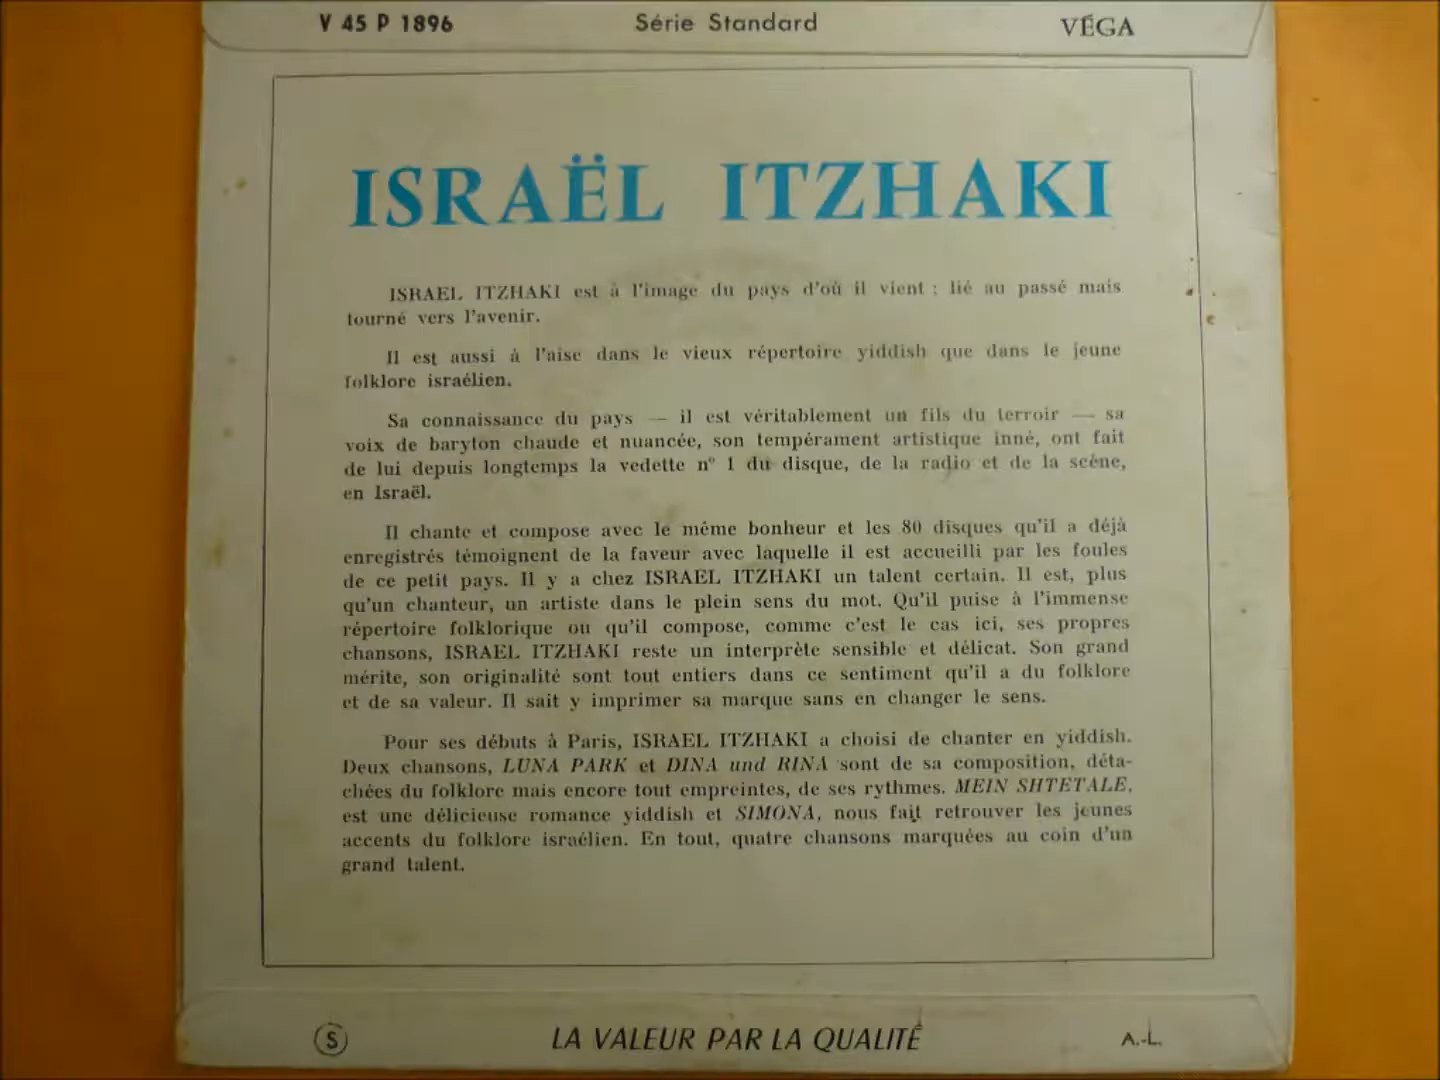 V 45 P 1896 Série Standard VÉGA
ISRAËL ITZHAKI
ISRAEL ITZHAKI est à l'image du pays d'où il vient : lié au passé mais
tourné vers l'avenir.
Il est aussi à l'aise dans le vieux répertoire yiddish que dans le jeune
folklore israélien.
Sa connaissance du pays — il est véritablement un fils du terroir — sa
voix de baryton chaude et nuancée, son tempérament artistique inné, ont fait
de lui depuis longtemps la vedette n° 1 du disque, de la radio et de la scène,
en Israël.
Il chante et compose avec le même bonheur et les 80 disques qu'il a déjà
enregistrés témoignent de la faveur avec laquelle il est accueilli par les foules
de ce petit pays. Il y a chez ISRAEL ITZHAKI un talent certain. Il est, plus
qu'un chanteur, un artiste dans le plein sens du mot. Qu'il puise à l'immense
répertoire folklorique ou qu'il compose, comme c'est le cas ici, ses propres
chansons, ISRAEL ITZHAKI reste un interprète sensible et délicat. Son grand
mérite, son originalité sont tout entiers dans ce sentiment qu'il a du folklore
et de sa valeur. Il sait y imprimer sa marque sans en changer le sens.
Pour ses débuts à Paris, ISRAEL ITZHAKI a choisi de chanter en yiddish.
Deux chansons, LUNA PARK et DINA und RINA sont de sa composition, déta-
chées du folklore mais encore tout empreintes, de ses rythmes. MEIN SHTETALE,
est une délicieuse romance yiddish et SIMONA, nous fait retrouver les jeunes
accents du folklore israélien. En tout, quatre chansons marquées au coin d'un
grand talent.
S LA VALEUR PAR LA QUALITÉ A.-L.